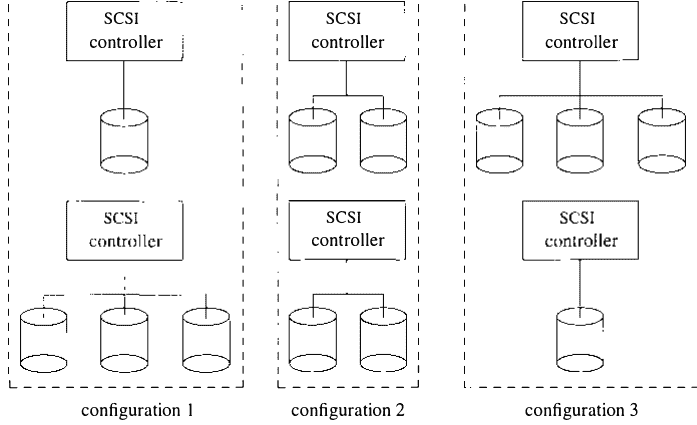 SCSI
controller
SCSI
controller
SCSI
controller
SCSI
controller
SCSI
controller
SCSI
controller
configuration 1
configuration 2
configuration 3